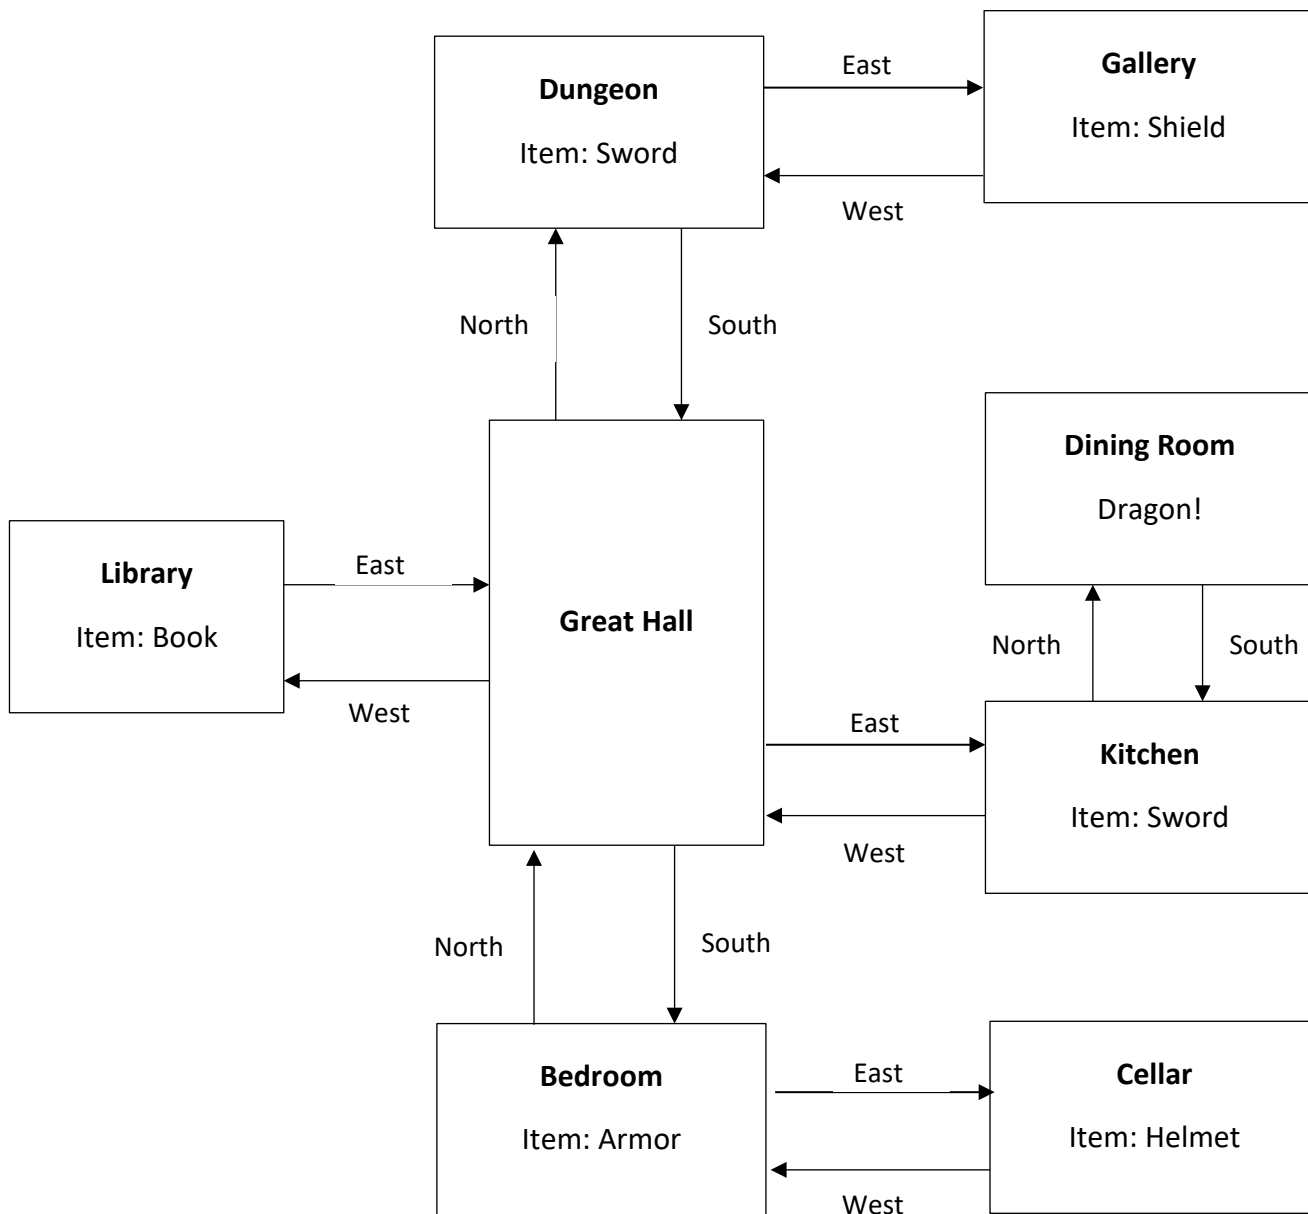 Dungeon
Item: Sword
East
West
Gallery
Item: Shield
North
South
Library
Item: Book
East
West
Great Hall
Dining Room
Dragon!
North
South
East
West
Kitchen
Item: Sword
North
South
Bedroom
Item: Armor
East
West
Cellar
Item: Helmet